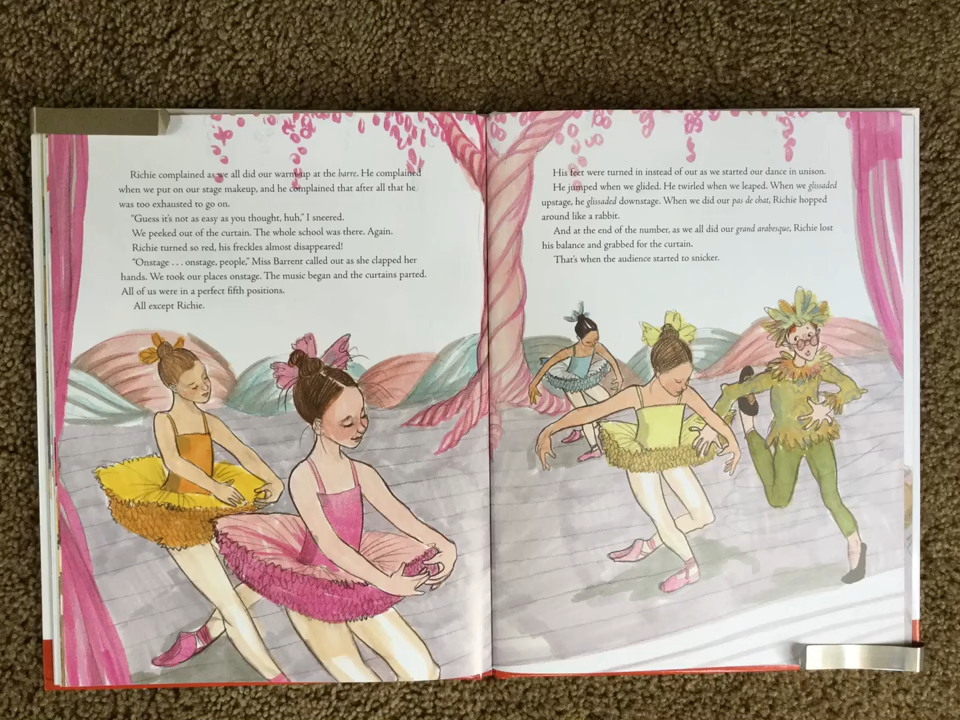 Richie complained as we all did our warm-up at the barre. He complained
when we put on our stage makeup, and he complained that after all that he
was too exhausted to go on.
"Guess it's not as easy as you thought, huh," I sneered.
We peeked out of the curtain. The whole school was there. Again.
Richie turned so red, his freckles almost disappeared!
"Onstage . . . onstage, people," Miss Barrent called out as she clapped her
hands. We took our places onstage. The music began and the curtains parted.
All of us were in a perfect fifth positions.
All except Richie.
His feet were turned in instead of out as we started our dance in unison.
He jumped when we glided. He twirled when we leaped. When we glissaded
upstage, he glissaded downstage. When we did our pas de chat, Richie hopped
around like a rabbit.
And at the end of the number, as we all did our grand arabesque, Richie lost
his balance and grabbed for the curtain.
That's when the audience started to snicker.